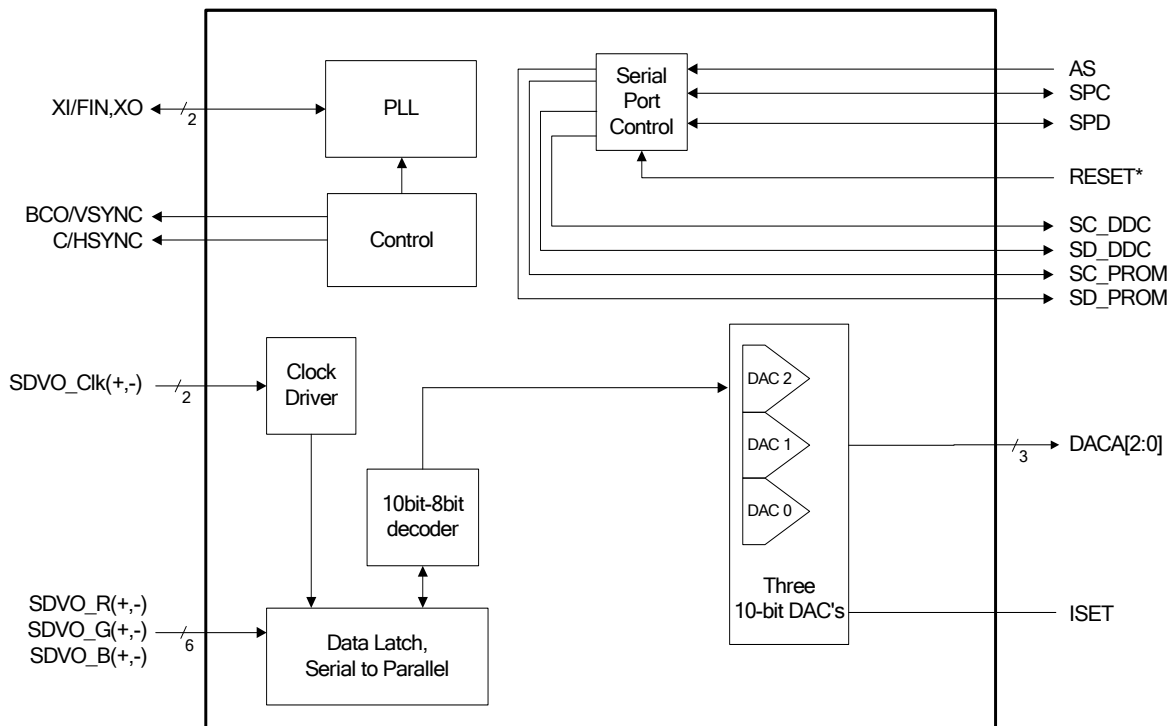 XI/FIN,XO
2
PLL
BCO/VSYNC
C/HSYNC
Control
Serial
Port
Control
AS
SPC
SPD
RESET*
SC_DDC
SD_DDC
SC_PROM
SD_PROM
SDVO_Clk(+,-)
2
Clock
Driver
10bit-8bit
decoder
SDVO_R(+,-)
SDVO_G(+,-)
SDVO_B(+,-)
6
Data Latch,
Serial to Parallel
DAC 2
DAC 1
DAC 0
Three
10-bit DAC's
3
DACA[2:0]
ISET